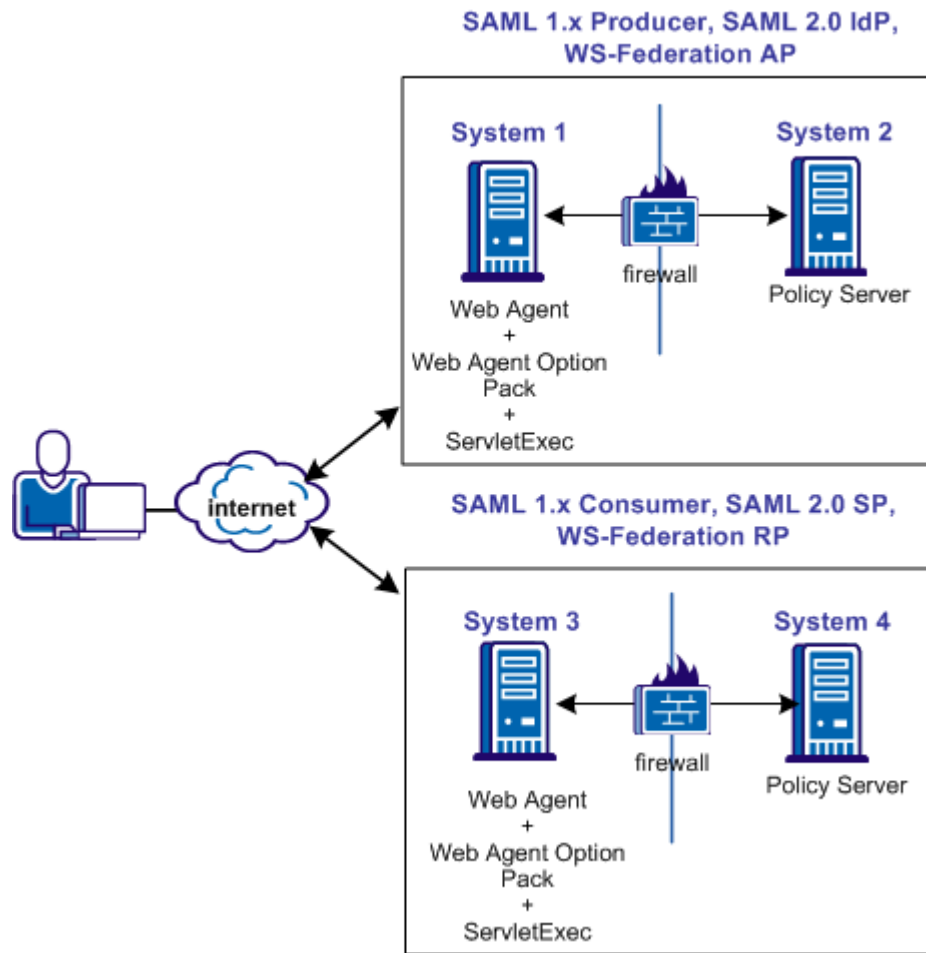 SAML 1.x Producer, SAML 2.0 IdP,
WS-Federation AP
System 1
System 2
firewall
Policy Server
Web Agent
+
Web Agent Option
Pack
+
ServletExec
internet
SAML 1.x Consumer, SAML 2.0 SP,
WS-Federation RP
System 3
System 4
firewall
Policy Server
Web Agent
+
Web Agent Option
Pack
+
ServletExec